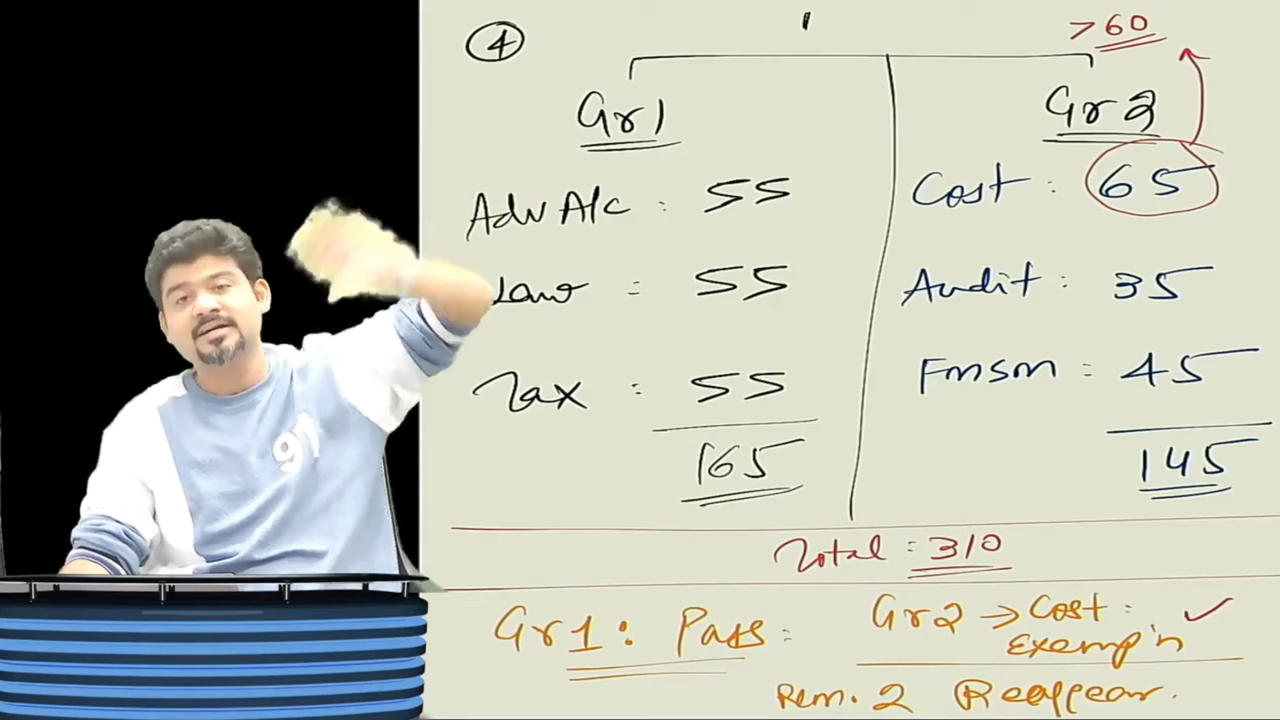 4
>60
Gr1
Gr2
Adv A/c : 55
Law = 55
Tax : 55
165
Cost : 65
Audit : 35
Fmsm : 45
145
Total : 310
Gr1 : Pass :
Gr2 → Cost : ✓
Exemp'n
Rem. 2 Reappear.
97